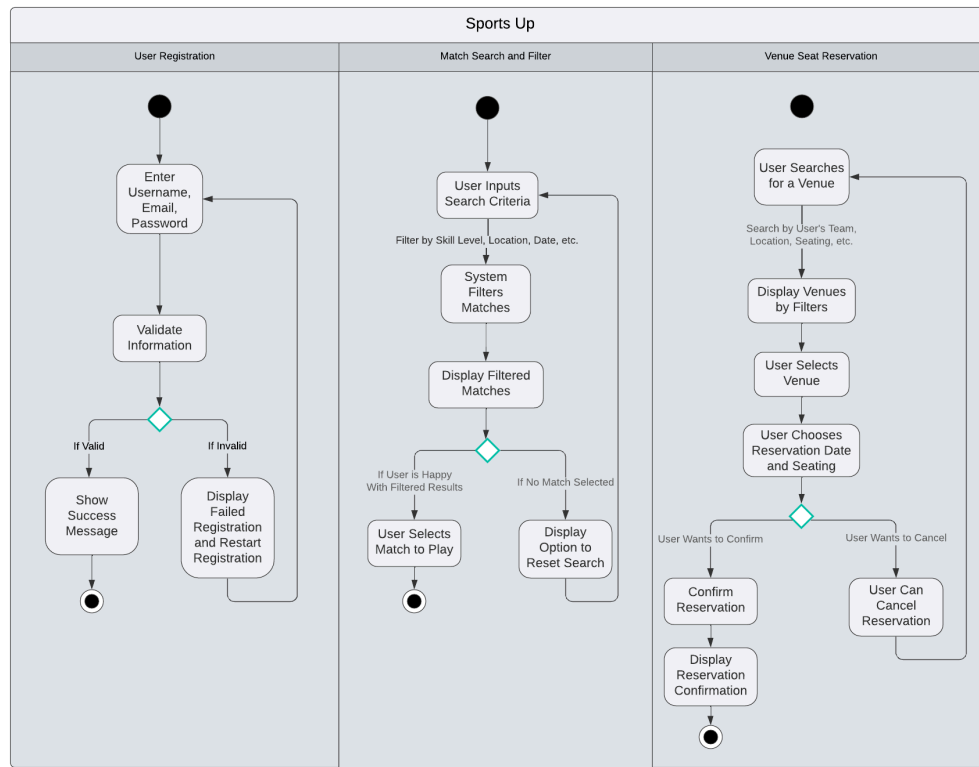 Sports Up
User Registration
Match Search and Filter
Venue Seat Reservation
Enter
Username,
Email,
Password
Validate
Information
If Valid
If Invalid
Show
Success
Message
Display
Failed
Registration
and Restart
Registration
User Inputs
Search Criteria
Filter by Skill Level, Location, Date, etc.
System
Filters
Matches
Display Filtered
Matches
If User is Happy
With Filtered Results
If No Match Selected
User Selects
Match to Play
Display
Option to
Reset Search
User Searches
for a Venue
Search by User's Team,
Location, Seating, etc.
Display Venues
by Filters
User Selects
Venue
User Chooses
Reservation Date
and Seating
User Wants to Confirm
User Wants to Cancel
Confirm
Reservation
User Can
Cancel
Reservation
Display
Reservation
Confirmation